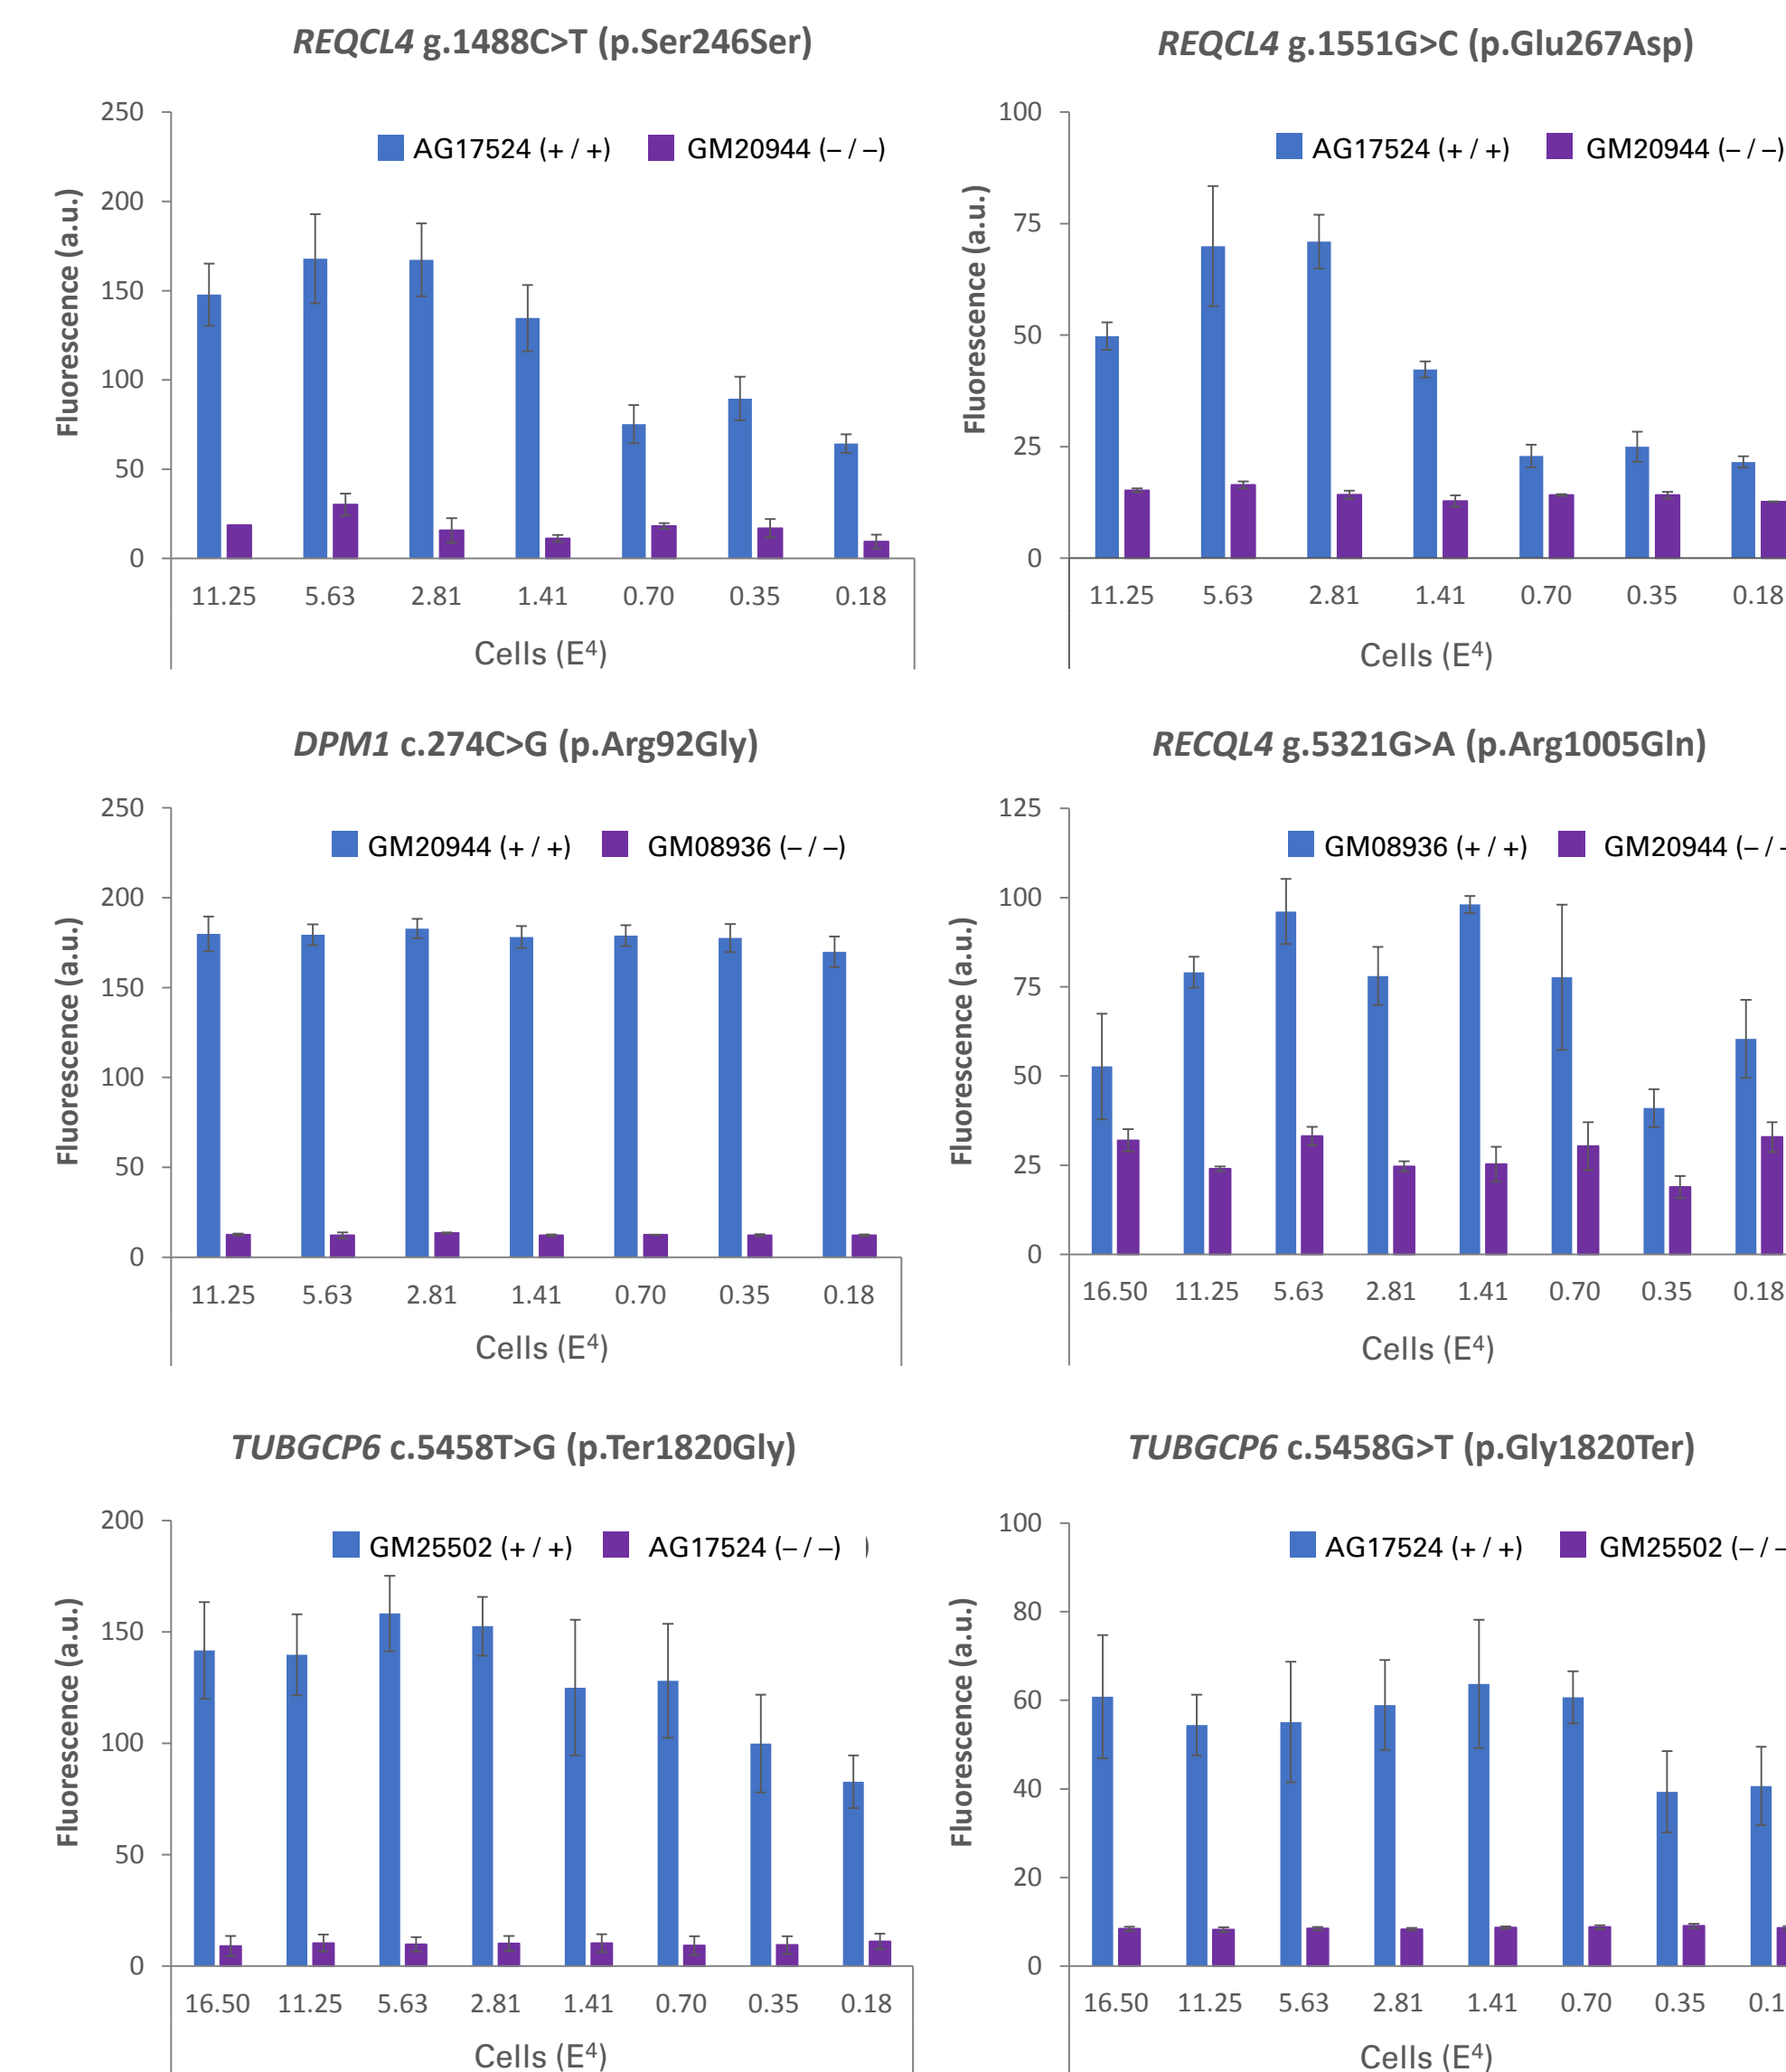 REQCL4 g.1488C>T (p.Ser246Ser)
250
200
150
100
50
0
Fluorescence (a.u.)
AG17524 (+ / +)
GM20944 (– / –)
11.25 5.63 2.81 1.41 0.70 0.35 0.18
Cells (E⁴)
REQCL4 g.1551G>C (p.Glu267Asp)
100
75
50
25
0
Fluorescence (a.u.)
AG17524 (+ / +)
GM20944 (– / –)
11.25 5.63 2.81 1.41 0.70 0.35 0.18
Cells (E⁴)
DPM1 c.274C>G (p.Arg92Gly)
250
200
150
100
50
0
Fluorescence (a.u.)
GM20944 (+ / +)
GM08936 (– / –)
11.25 5.63 2.81 1.41 0.70 0.35 0.18
Cells (E⁴)
RECQL4 g.5321G>A (p.Arg1005Gln)
125
100
75
50
25
0
Fluorescence (a.u.)
GM08936 (+ / +)
GM20944 (– / –
16.50 11.25 5.63 2.81 1.41 0.70 0.35 0.18
Cells (E⁴)
TUBGCP6 c.5458T>G (p.Ter1820Gly)
200
150
100
50
0
Fluorescence (a.u.)
GM25502 (+ / +)
AG17524 (– / –) )
16.50 11.25 5.63 2.81 1.41 0.70 0.35 0.18
Cells (E⁴)
TUBGCP6 c.5458G>T (p.Gly1820Ter)
100
80
60
40
20
0
Fluorescence (a.u.)
AG17524 (+ / +)
GM25502 (– / –
16.50 11.25 5.63 2.81 1.41 0.70 0.35 0.1
Cells (E⁴)